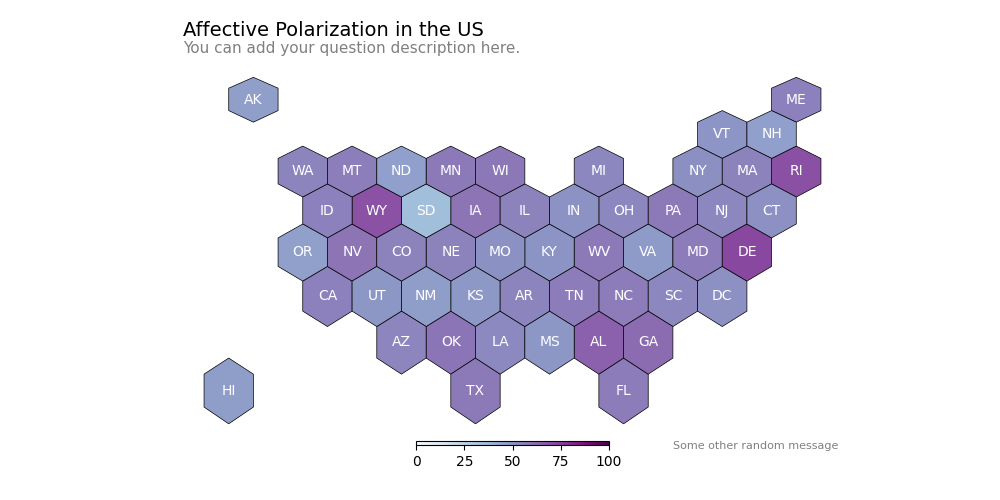 Affective Polarization in the US
You can add your question description here.
AK ME
VT NH
WA MT ND MN WI MI NY MA RI
ID WY SD IA IL IN OH PA NJ CT
OR NV CO NE MO KY WV VA MD DE
CA UT NM KS AR TN NC SC DC
AZ OK LA MS AL GA
HI TX FL
Some other random message
0 25 50 75 100